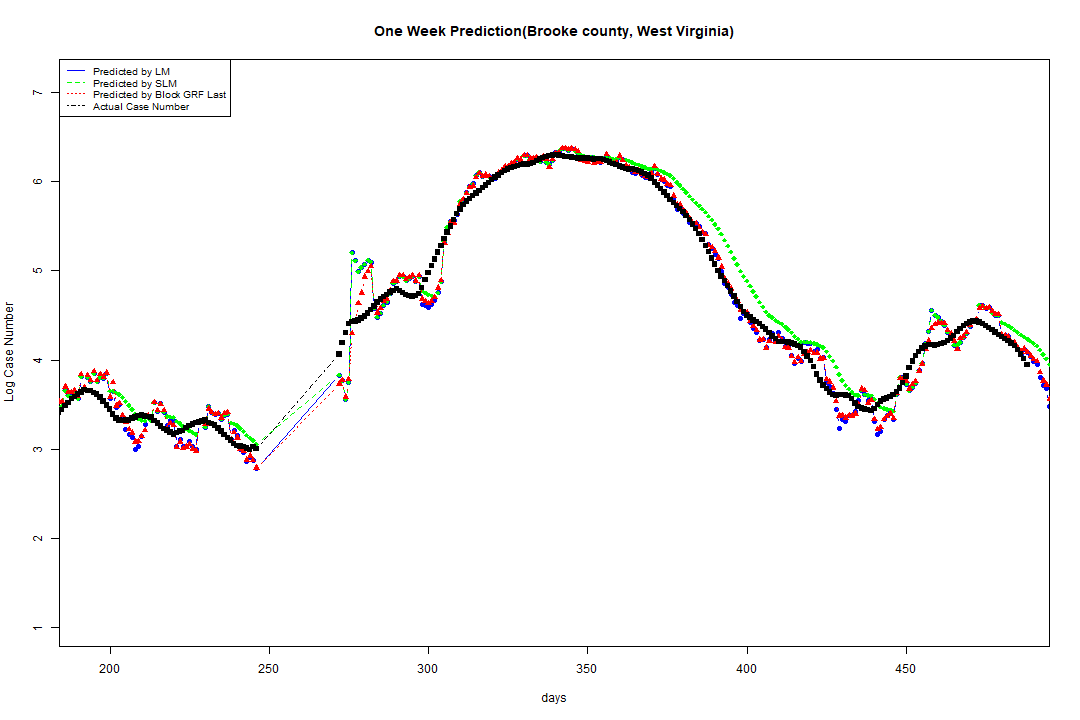 One Week Prediction(Brooke county, West Virginia)
Predicted by LM
Predicted by SLM
Predicted by Block GRF Last
Actual Case Number
Log Case Number
7
6
5
4
3
2
1
200 250 300 350 400 450
days